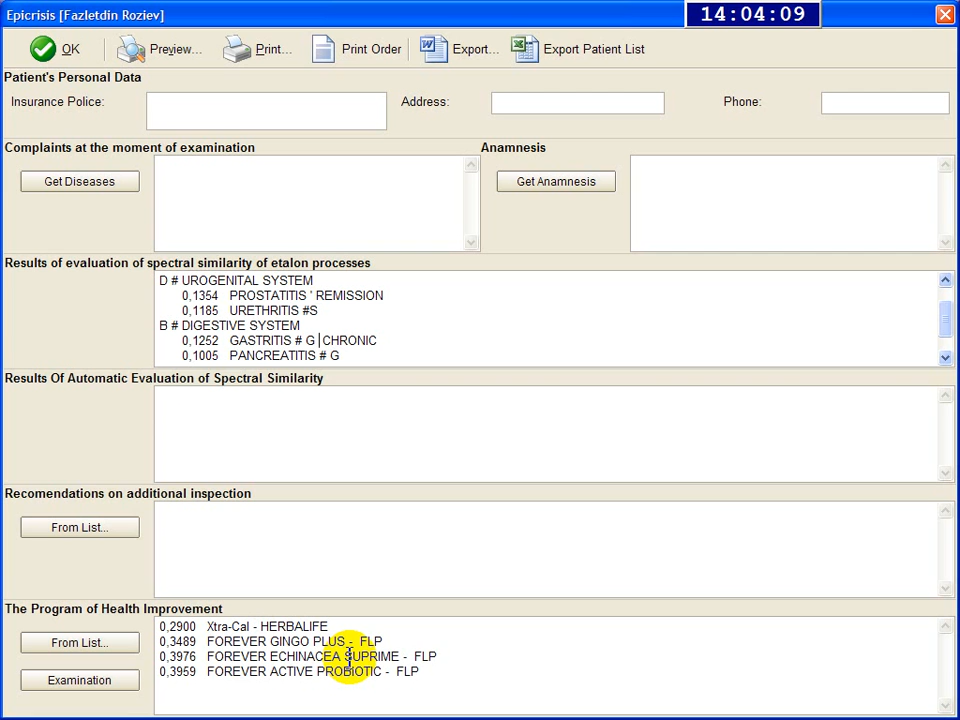 Epicrisis [Fazletdin Roziev]
14:04:09
OK
Preview...
Print...
Print Order
Export...
Export Patient List
Patient's Personal Data
Insurance Police:
Address:
Phone:
Complaints at the moment of examination
Anamnesis
Get Diseases
Get Anamnesis
Results of evaluation of spectral similarity of etalon processes
D # UROGENITAL SYSTEM
0,1354 PROSTATITIS ' REMISSION
0,1185 URETHRITIS #S
B # DIGESTIVE SYSTEM
0,1252 GASTRITIS # G CHRONIC
0,1005 PANCREATITIS # G
Results Of Automatic Evaluation of Spectral Similarity
Recomendations on additional inspection
From List...
The Program of Health Improvement
From List...
Examination
0,2900 Xtra-Cal - HERBALIFE
0,3489 FOREVER GINGO PLUS - FLP
0,3976 FOREVER ECHINACEA SUPRIME - FLP
0,3959 FOREVER ACTIVE PROBIOTIC - FLP